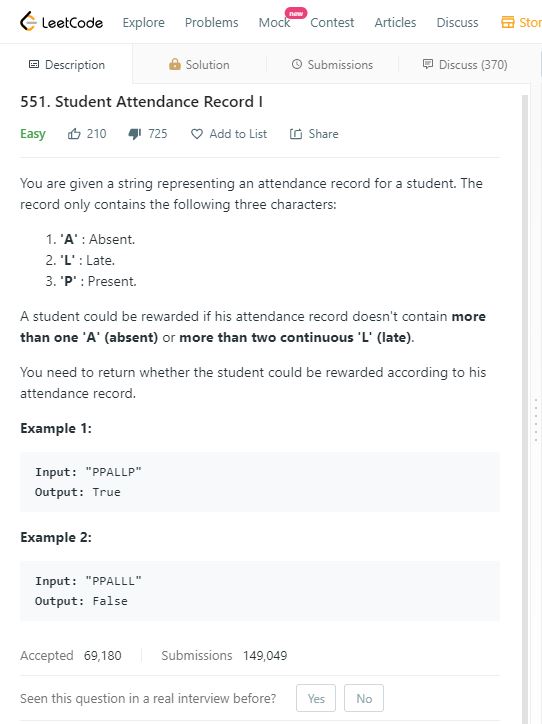 LeetCode Explore Problems Mock new Contest Articles Discuss Stor
Description Solution Submissions Discuss (370)
551. Student Attendance Record I
Easy 210 725 Add to List Share
You are given a string representing an attendance record for a student. The
record only contains the following three characters:
1. 'A' : Absent.
2. 'L' : Late.
3. 'P' : Present.
A student could be rewarded if his attendance record doesn't contain more
than one 'A' (absent) or more than two continuous 'L' (late).
You need to return whether the student could be rewarded according to his
attendance record.
Example 1:
Input: "PPALLP"
Output: True
Example 2:
Input: "PPALLL"
Output: False
Accepted 69,180 Submissions 149,049
Seen this question in a real interview before? Yes No